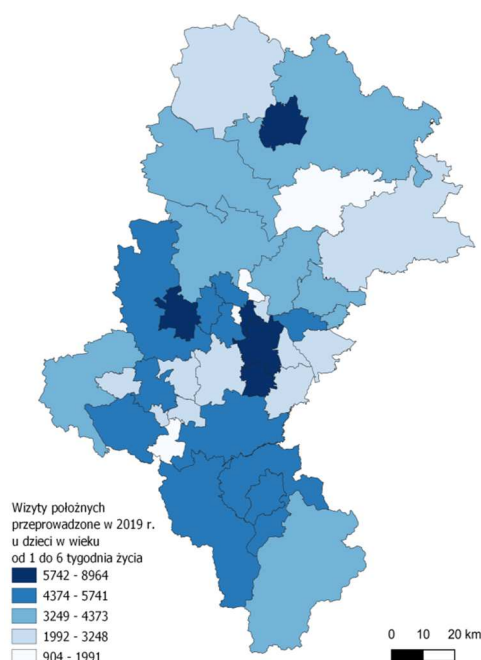 Wizyty położnych
przeprowadzone w 2019 r.
u dzieci w wieku
od 1 do 6 tygodnia życia
5742 - 8964
4374 - 5741
3249 - 4373
1992 - 3248
904 - 1991
0 10 20 km